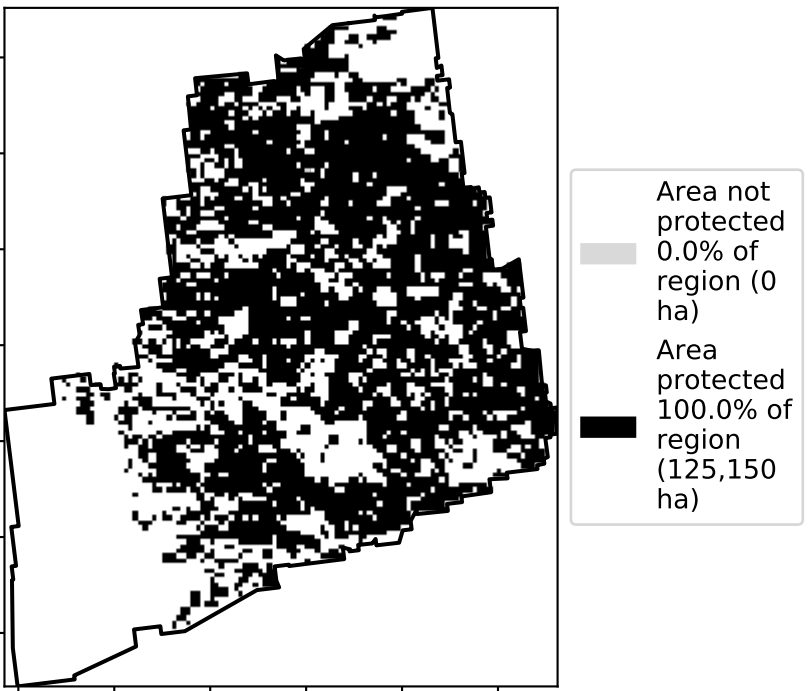 Area not
protected
0.0% of
region (0
ha)
Area
protected
100.0% of
region
(125,150
ha)